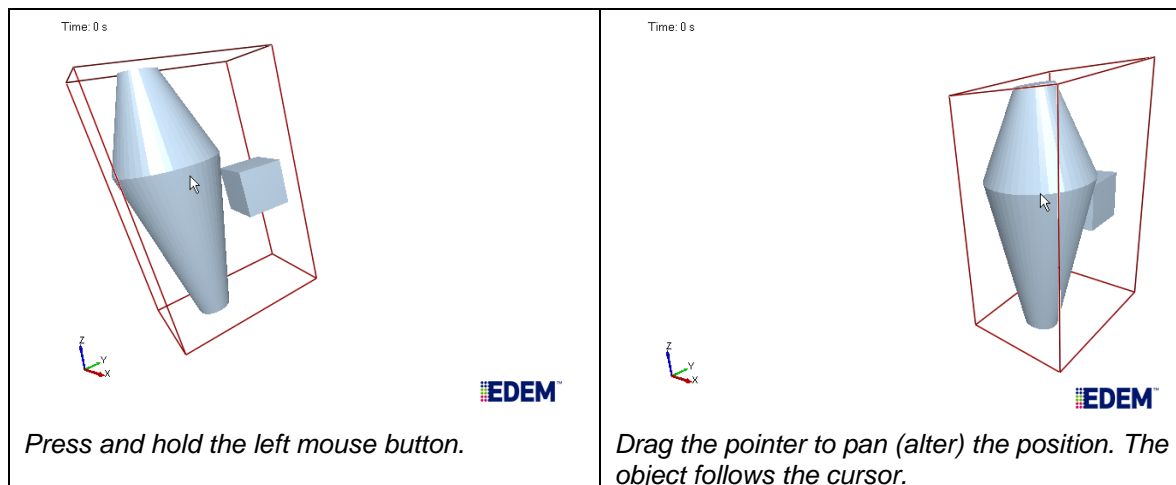 Time: 0 s
Z
Y
X
EDEM™
Press and hold the left mouse button.
Time: 0 s
Z
Y
X
EDEM™
Drag the pointer to pan (alter) the position. The
object follows the cursor.